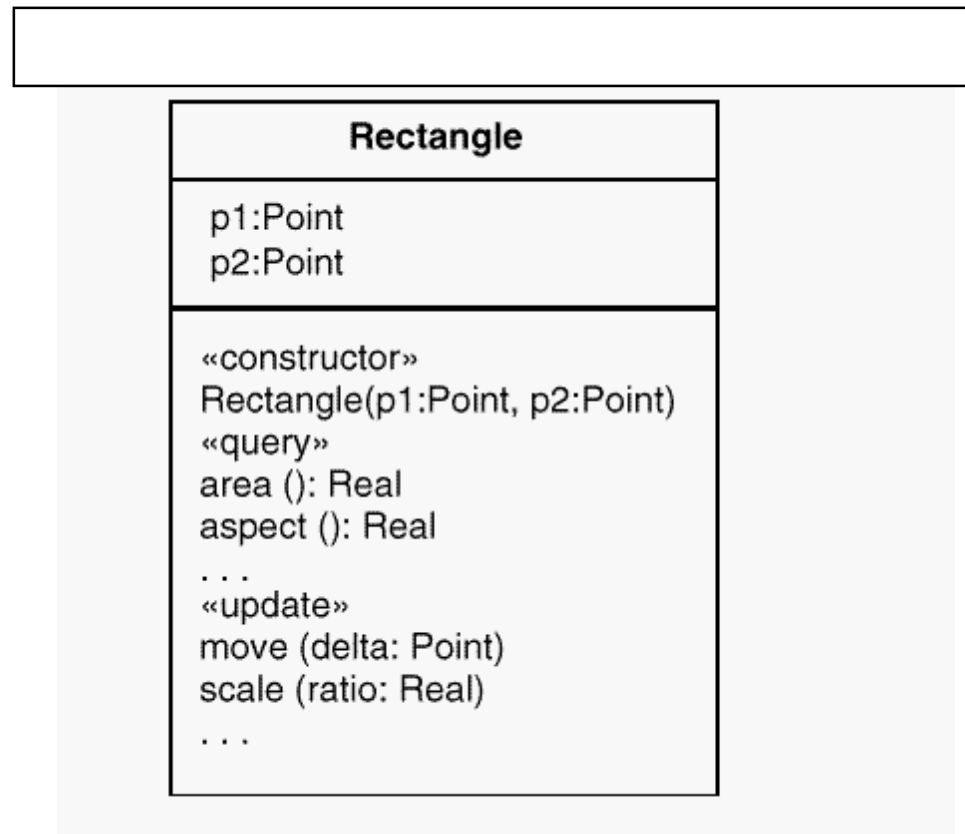 Rectangle
p1:Point
p2:Point
«constructor»
Rectangle(p1:Point, p2:Point)
«query»
area (): Real
aspect (): Real
. . .
«update»
move (delta: Point)
scale (ratio: Real)
. . .